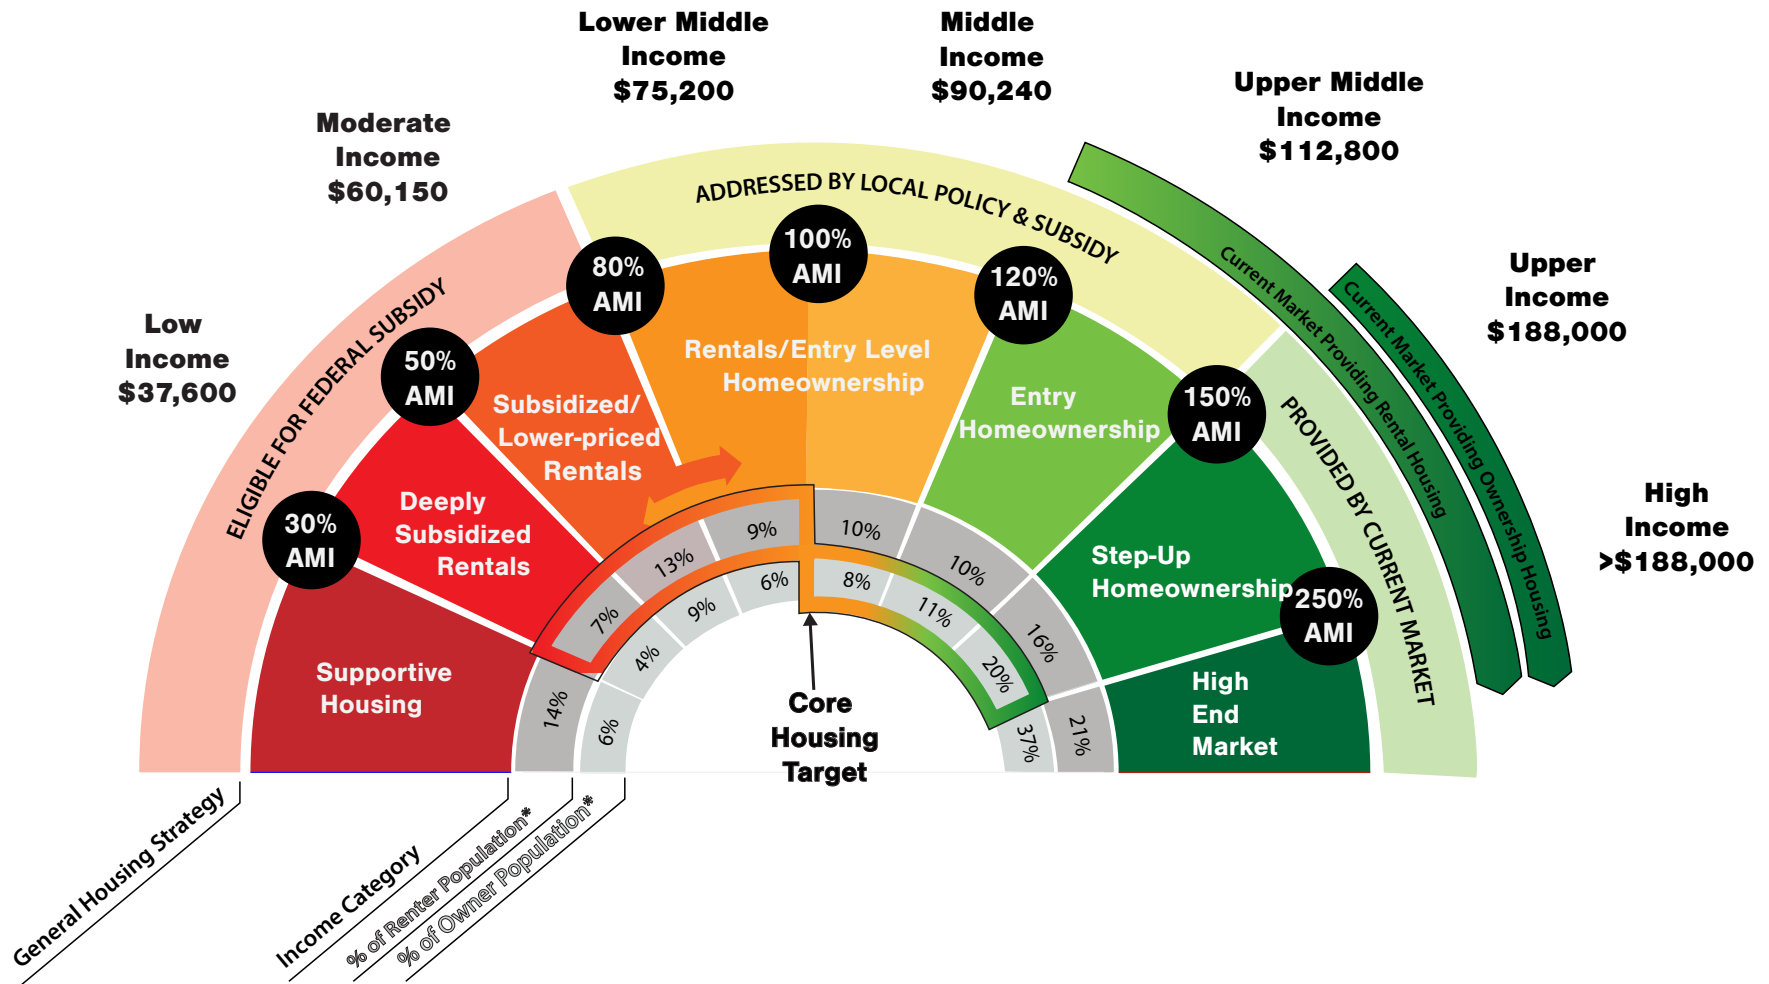 Lower Middle
Income
$75,200
Middle
Income
$90,240
Upper Middle
Income
$112,800
Moderate
Income
$60,150
Upper
Income
$188,000
Low
Income
$37,600
High
Income
>$188,000
ELIGIBLE FOR FEDERAL SUBSIDY
ADDRESSED BY LOCAL POLICY & SUBSIDY
PROVIDED BY CURRENT MARKET
Current Market Providing Rental Housing
Current Market Providing Ownership Housing
30%
AMI
50%
AMI
80%
AMI
100%
AMI
120%
AMI
150%
AMI
250%
AMI
Supportive
Housing
Deeply
Subsidized
Rentals
Subsidized/
Lower-priced
Rentals
Rentals/Entry Level
Homeownership
Entry
Homeownership
Step-Up
Homeownership
High
End
Market
14%
7%
13%
9%
10%
10%
16%
21%
6%
4%
9%
6%
8%
11%
20%
37%
Core
Housing
Target
General Housing Strategy
Income Category
% of Renter Population*
% of Owner Population*